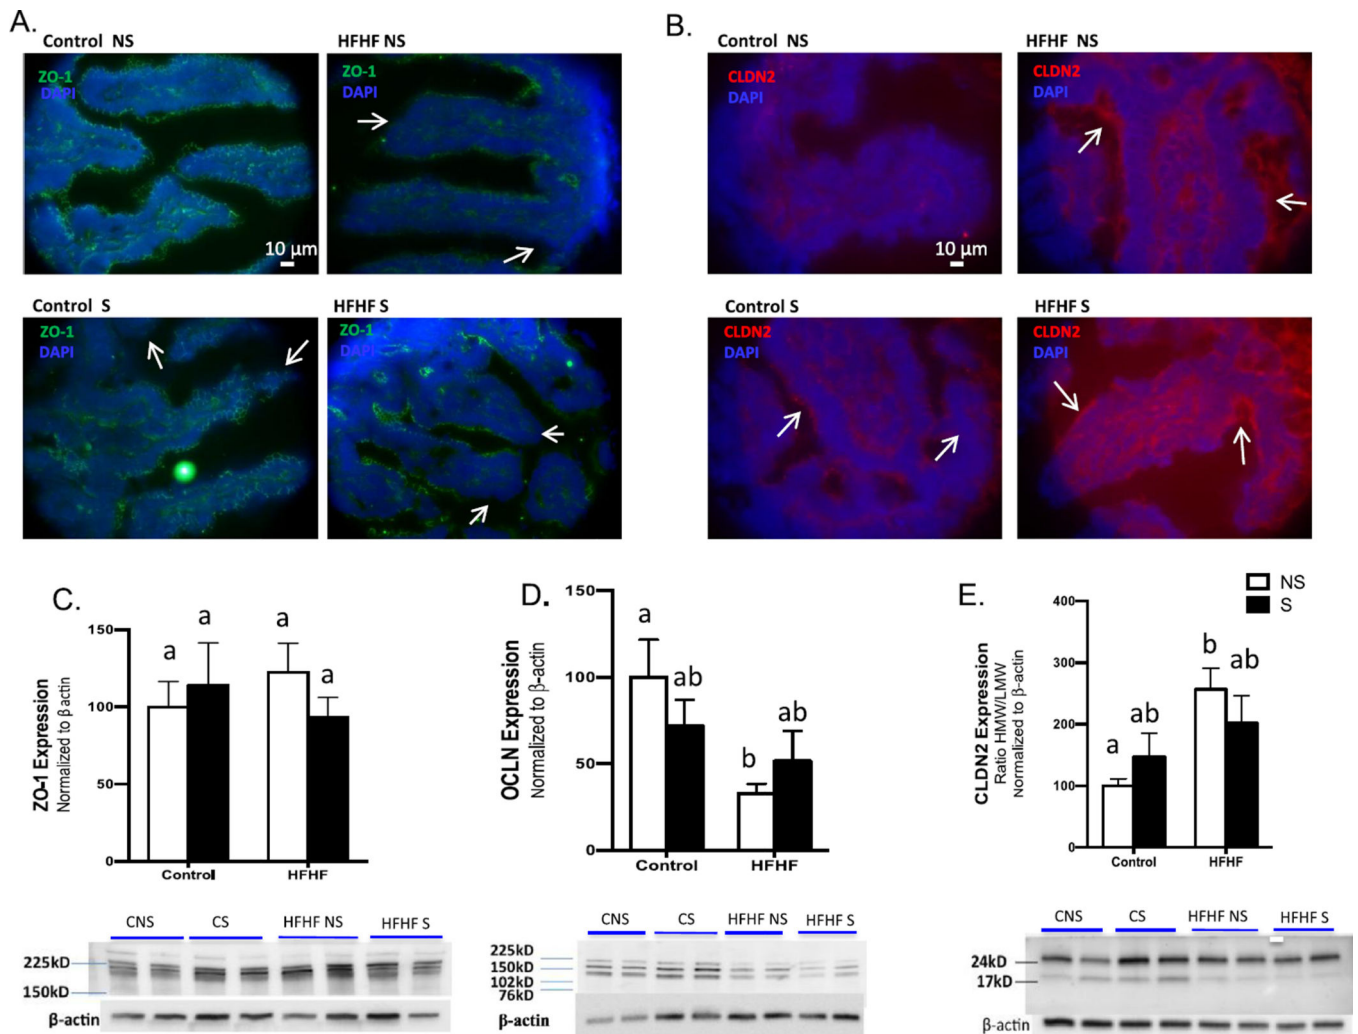 A.
Control NS
HFHF NS
ZO-1
DAPI
ZO-1
DAPI
10 µm
Control S
HFHF S
ZO-1
DAPI
ZO-1
DAPI
B.
Control NS
HFHF NS
CLDN2
DAPI
CLDN2
DAPI
10 µm
Control S
HFHF S
CLDN2
DAPI
CLDN2
DAPI
C.
ZO-1 Expression
Normalized to β actin
150
100
50
0
a
a
a
a
Control
HFHF
CNS CS HFHF NS HFHF S
225kD
150kD
β-actin
D.
OCLN Expression
Normalized to β-actin
150
100
50
0
a
ab
b
ab
Control
HFHF
CNS CS HFHF NS HFHF S
225kD
150kD
102kD
76kD
β-actin
E.
NS
S
CLDN2 Expression
Ratio HMW/LMW
Normalized to β-actin
400
300
200
100
0
a
ab
b
ab
Control
HFHF
CNS CS HFHF NS HFHF S
24kD
17kD
β-actin